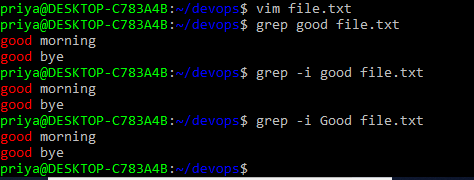 priya@DESKTOP-C783A4B:~/devops$ vim file.txt
priya@DESKTOP-C783A4B:~/devops$ grep good file.txt
good morning
good bye
priya@DESKTOP-C783A4B:~/devops$ grep -i good file.txt
good morning
good bye
priya@DESKTOP-C783A4B:~/devops$ grep -i Good file.txt
good morning
good bye
priya@DESKTOP-C783A4B:~/devops$